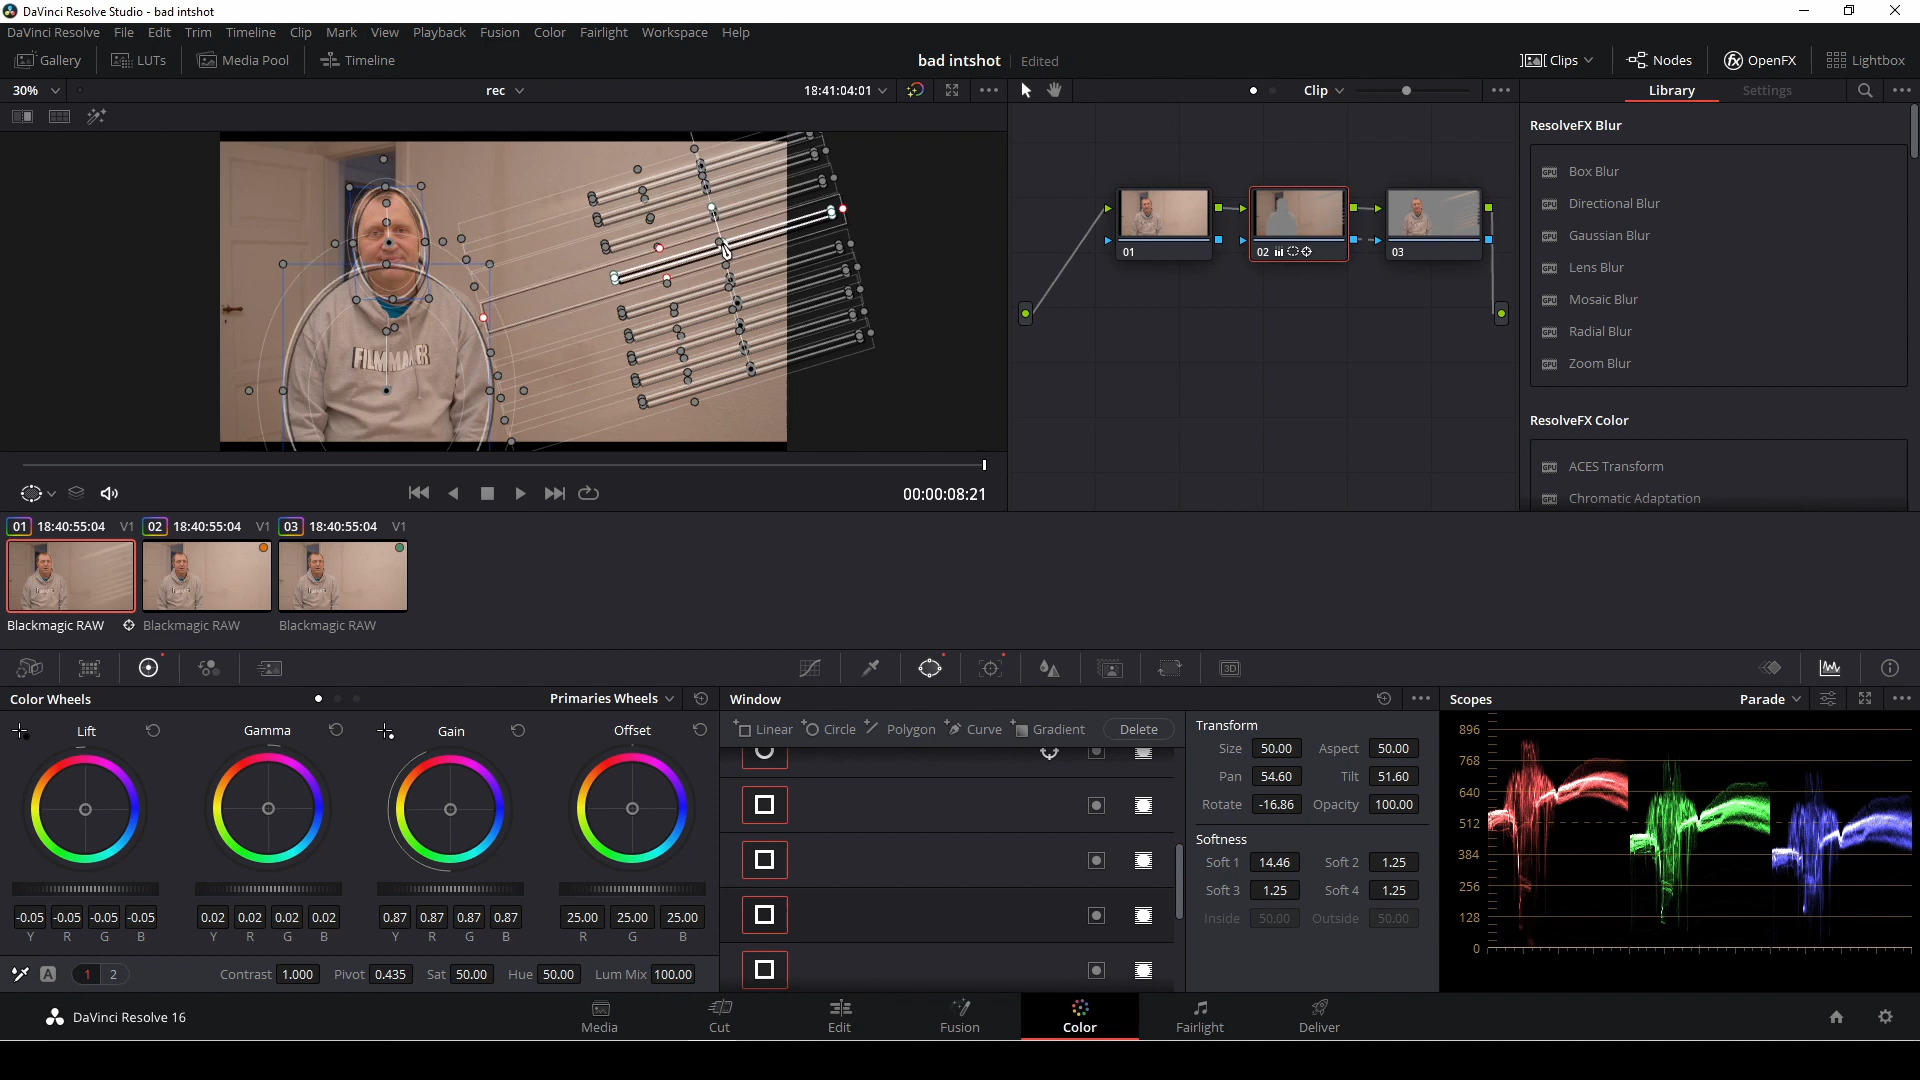 DaVinci Resolve Studio - bad intshot
DaVinci Resolve File Edit Trim Timeline Clip Mark View Playback Fusion Color Fairlight Workspace Help
Gallery LUTs Media Pool Timeline bad intshot Edited Clips Nodes OpenFX Lightbox
30% rec 18:41:04:01 Clip Library Settings
ResolveFX Blur
Box Blur
Directional Blur
Gaussian Blur
Lens Blur
Mosaic Blur
Radial Blur
Zoom Blur
ResolveFX Color
ACES Transform
Chromatic Adaptation
01 02 03
FILMMAKER
00:00:08:21
01 18:40:55:04 V1 02 18:40:55:04 V1 03 18:40:55:04 V1
Blackmagic RAW Blackmagic RAW Blackmagic RAW
3D
Color Wheels Primaries Wheels Window Scopes Parade
Lift Gamma Gain Offset
Linear Circle Polygon Curve Gradient Delete
Transform
Size 50.00 Aspect 50.00
Pan 54.60 Tilt 51.60
Rotate -16.86 Opacity 100.00
Softness
Soft 1 14.46 Soft 2 1.25
Soft 3 1.25 Soft 4 1.25
Inside 50.00 Outside 50.00
896
768
640
512
384
256
128
0
-0.05 -0.05 -0.05 -0.05 0.02 0.02 0.02 0.02 0.87 0.87 0.87 0.87 25.00 25.00 25.00
Y R G B Y R G B Y R G B R G B
A 1 2 Contrast 1.000 Pivot 0.435 Sat 50.00 Hue 50.00 Lum Mix 100.00
DaVinci Resolve 16 Media Cut Edit Fusion Color Fairlight Deliver